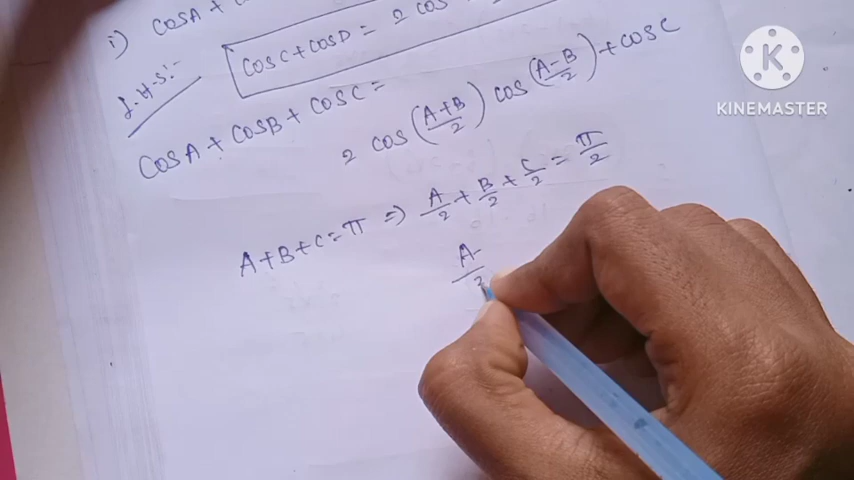 i) COSA + COS
COSC + COSD = 2 COS
L.H.S:-
COSA + COSB + COSC =
2 COS (A+B/2) COS (A-B/2) + COSC
A+B+C=π ⇒ A/2 + B/2 + C/2 = π/2
A-/2
KINEMASTER